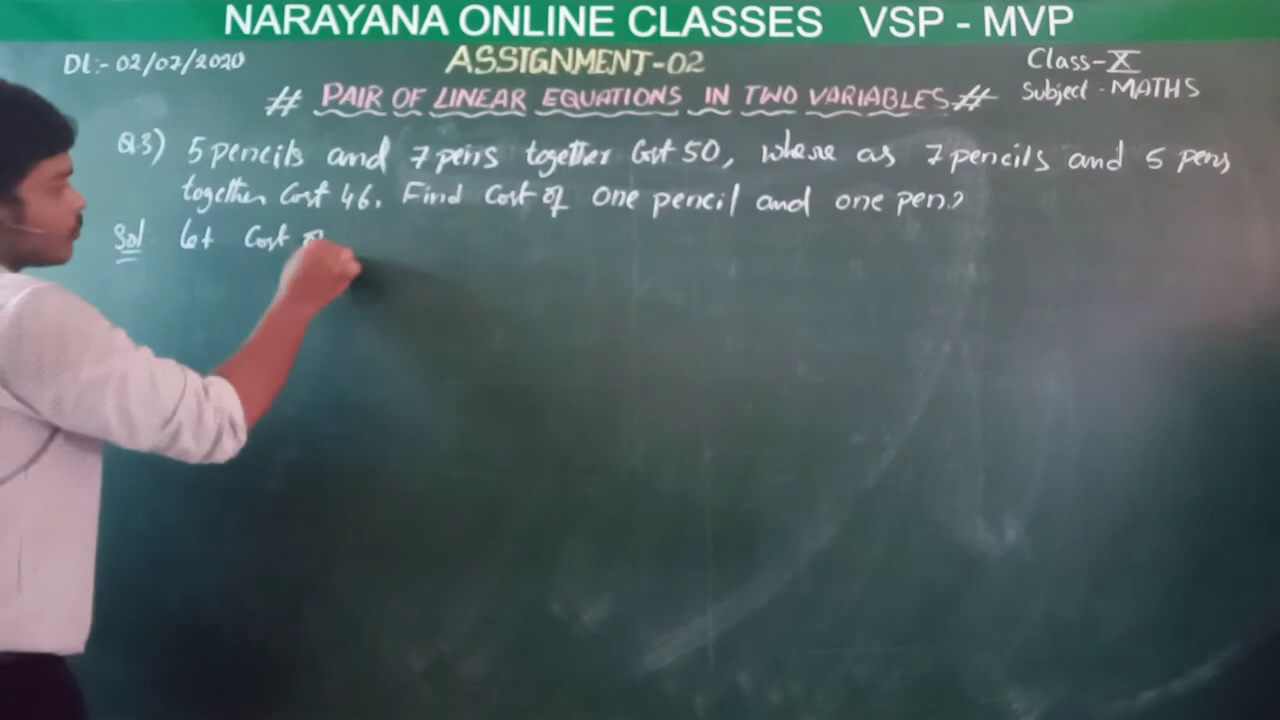 NARAYANA ONLINE CLASSES VSP - MVP
Dt:- 02/07/2020 ASSIGNMENT-02 Class-X
# PAIR OF LINEAR EQUATIONS IN TWO VARIABLES # Subject - MATHS
Q3) 5 pencils and 7 pens together Cost 50, where as 7 pencils and 5 pens
together Cost 46. Find Cost of one pencil and one pen?
Sol Let Cost of